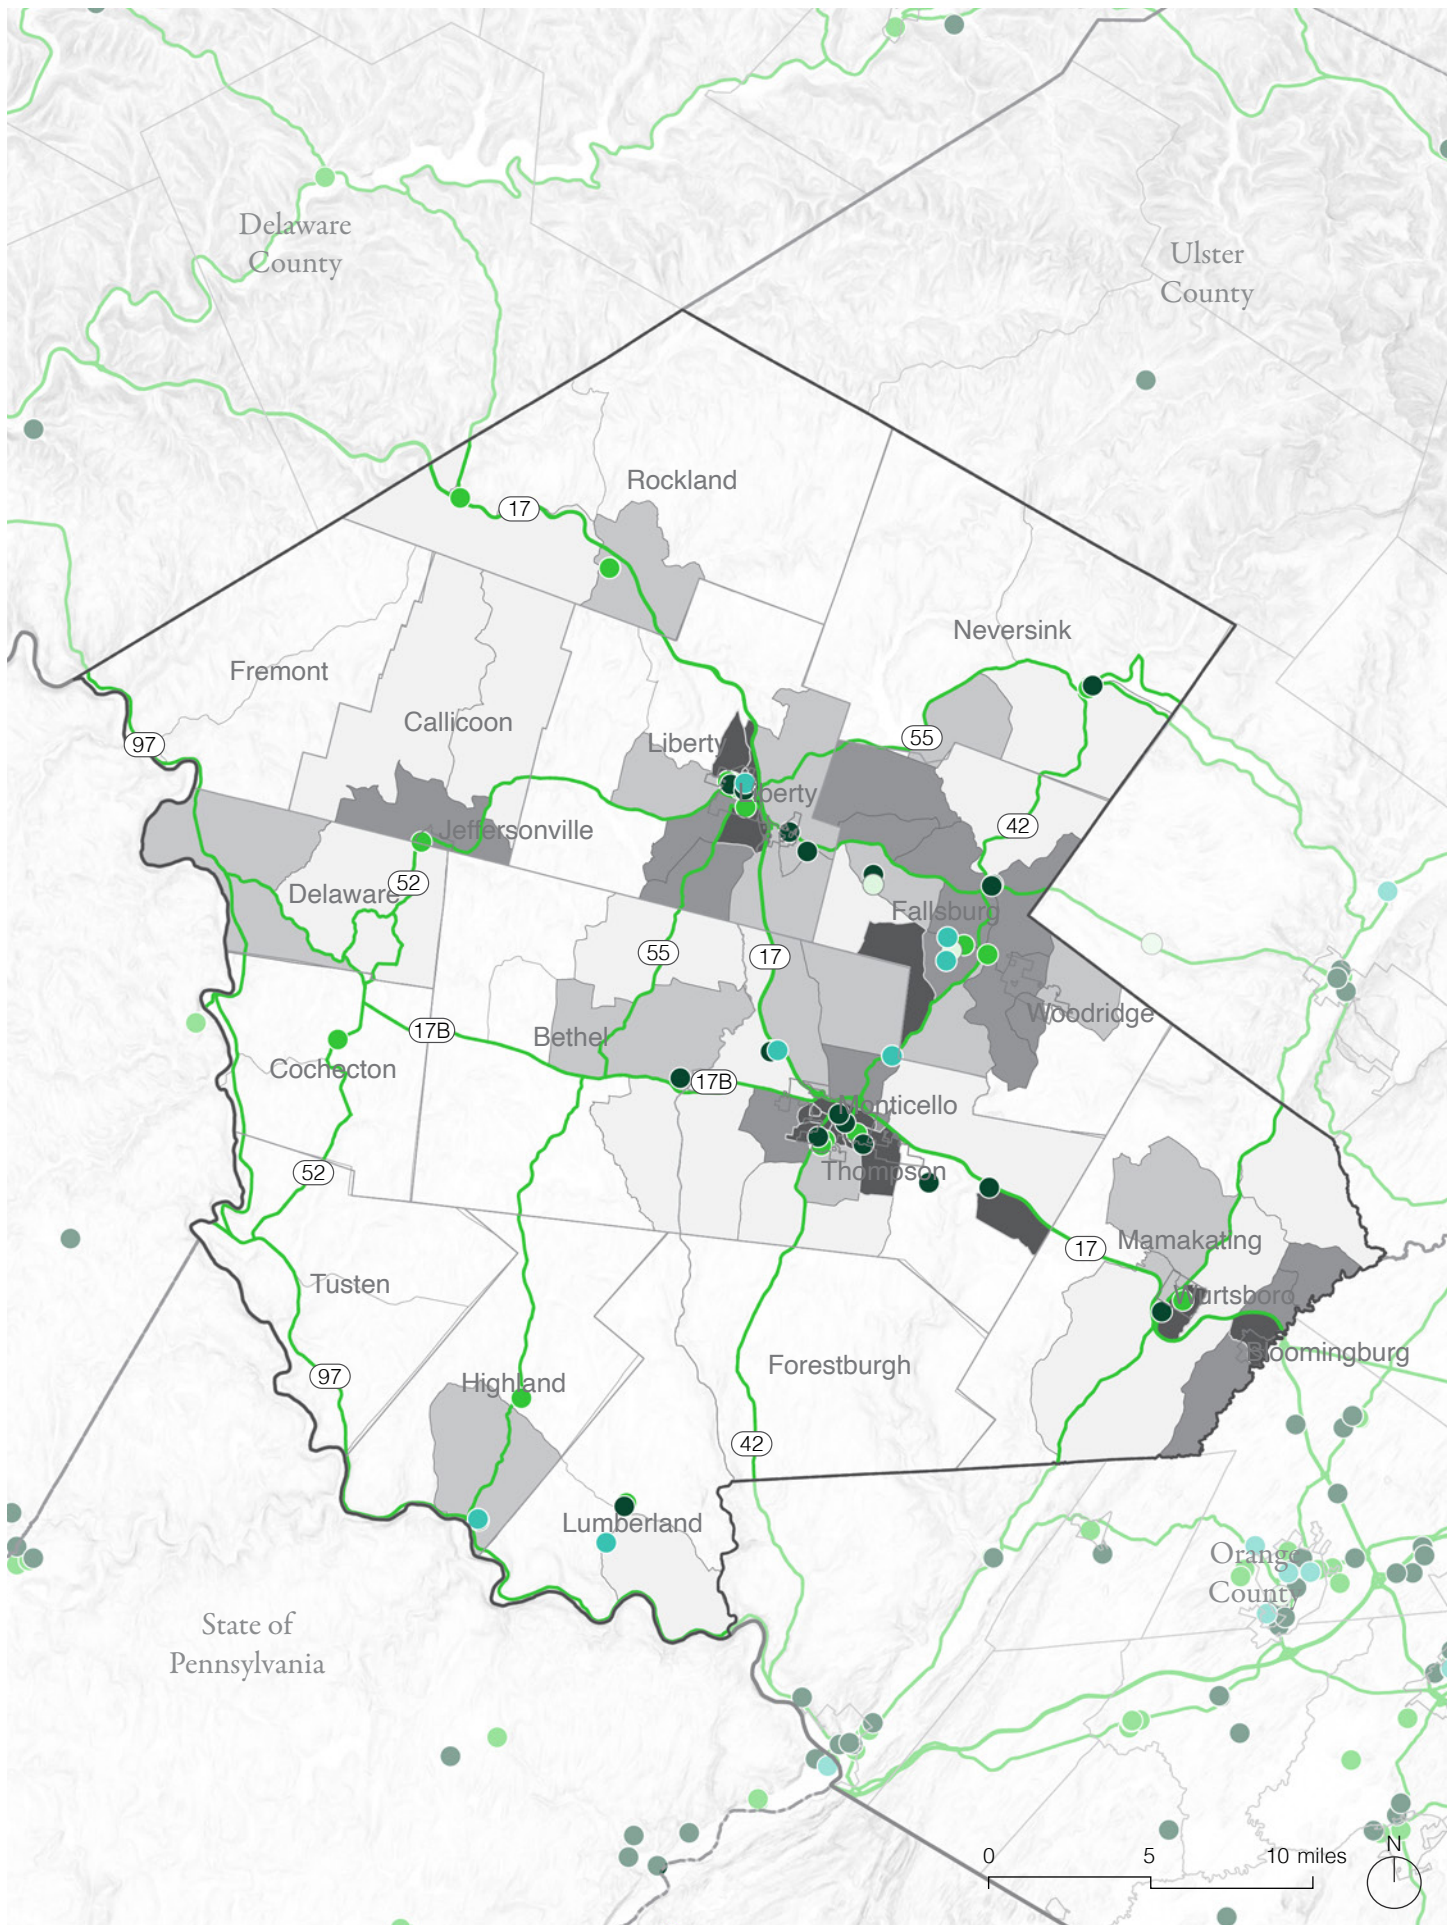 Delaware
County
Ulster
County
Rockland
17
Neversink
Fremont
Callicoon
97
Liberty
55
Liberty
42
Jeffersonville
Delaware
52
Fallsburg
55
17
Woodridge
17B
Bethel
Cochecton
17B
Monticello
Thompson
52
Mamakating
17
Tusten
Wurtsboro
Bloomingburg
Forestburgh
97
Highland
42
Lumberland
Orange
County
State of
Pennsylvania
0 5 10 miles
N